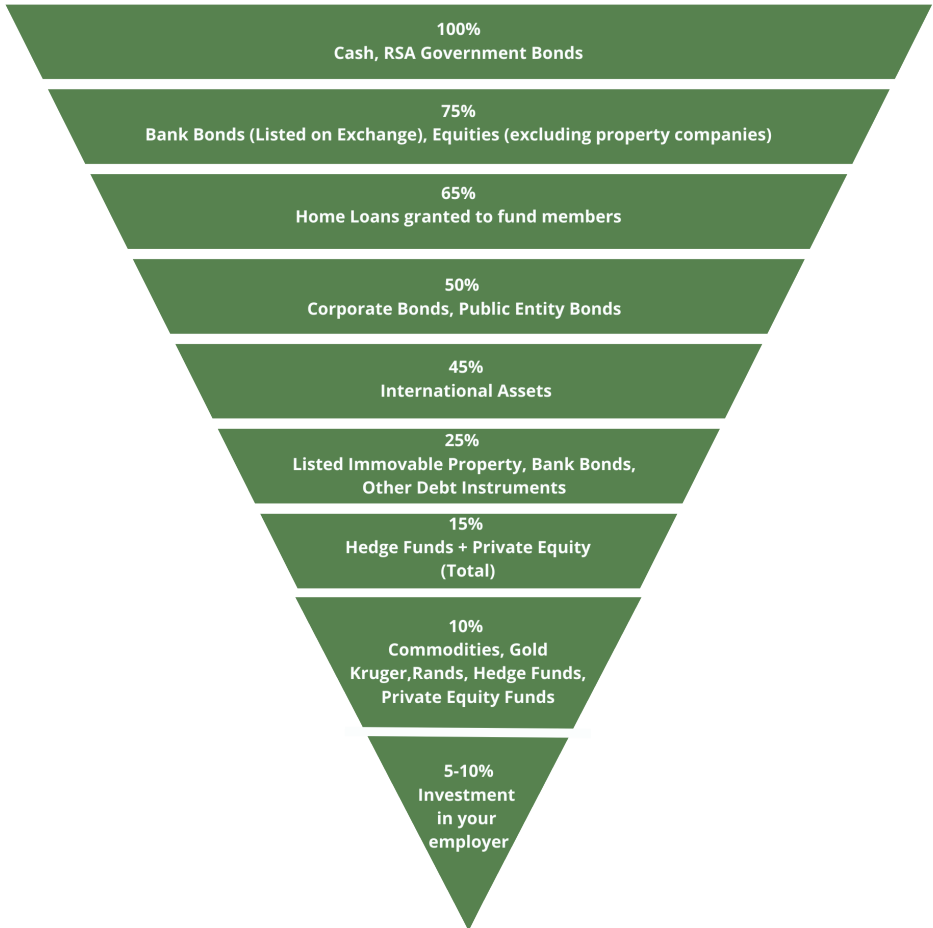 100%
Cash, RSA Government Bonds
75%
Bank Bonds (Listed on Exchange), Equities (excluding property companies)
65%
Home Loans granted to fund members
50%
Corporate Bonds, Public Entity Bonds
45%
International Assets
25%
Listed Immovable Property, Bank Bonds,
Other Debt Instruments
15%
Hedge Funds + Private Equity
(Total)
10%
Commodities, Gold
Kruger,Rands, Hedge Funds,
Private Equity Funds
5-10%
Investment
in your
employer